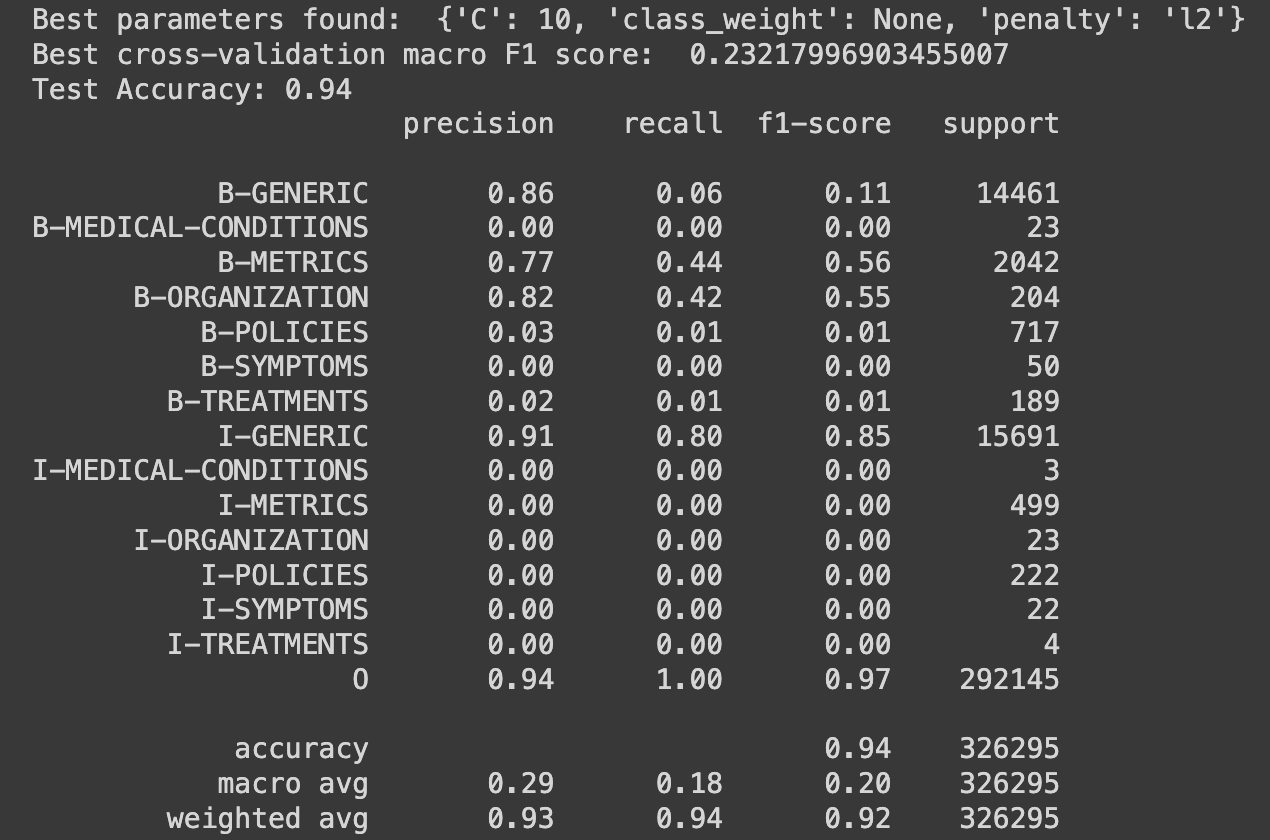 Best parameters found:  {'C': 10, 'class_weight': None, 'penalty': 'l2'}
Best cross-validation macro F1 score:  0.23217996903455007
Test Accuracy: 0.94
precision recall f1-score support
B-GENERIC 0.86 0.06 0.11 14461
B-MEDICAL-CONDITIONS 0.00 0.00 0.00 23
B-METRICS 0.77 0.44 0.56 2042
B-ORGANIZATION 0.82 0.42 0.55 204
B-POLICIES 0.03 0.01 0.01 717
B-SYMPTOMS 0.00 0.00 0.00 50
B-TREATMENTS 0.02 0.01 0.01 189
I-GENERIC 0.91 0.80 0.85 15691
I-MEDICAL-CONDITIONS 0.00 0.00 0.00 3
I-METRICS 0.00 0.00 0.00 499
I-ORGANIZATION 0.00 0.00 0.00 23
I-POLICIES 0.00 0.00 0.00 222
I-SYMPTOMS 0.00 0.00 0.00 22
I-TREATMENTS 0.00 0.00 0.00 4
O 0.94 1.00 0.97 292145
accuracy 0.94 326295
macro avg 0.29 0.18 0.20 326295
weighted avg 0.93 0.94 0.92 326295